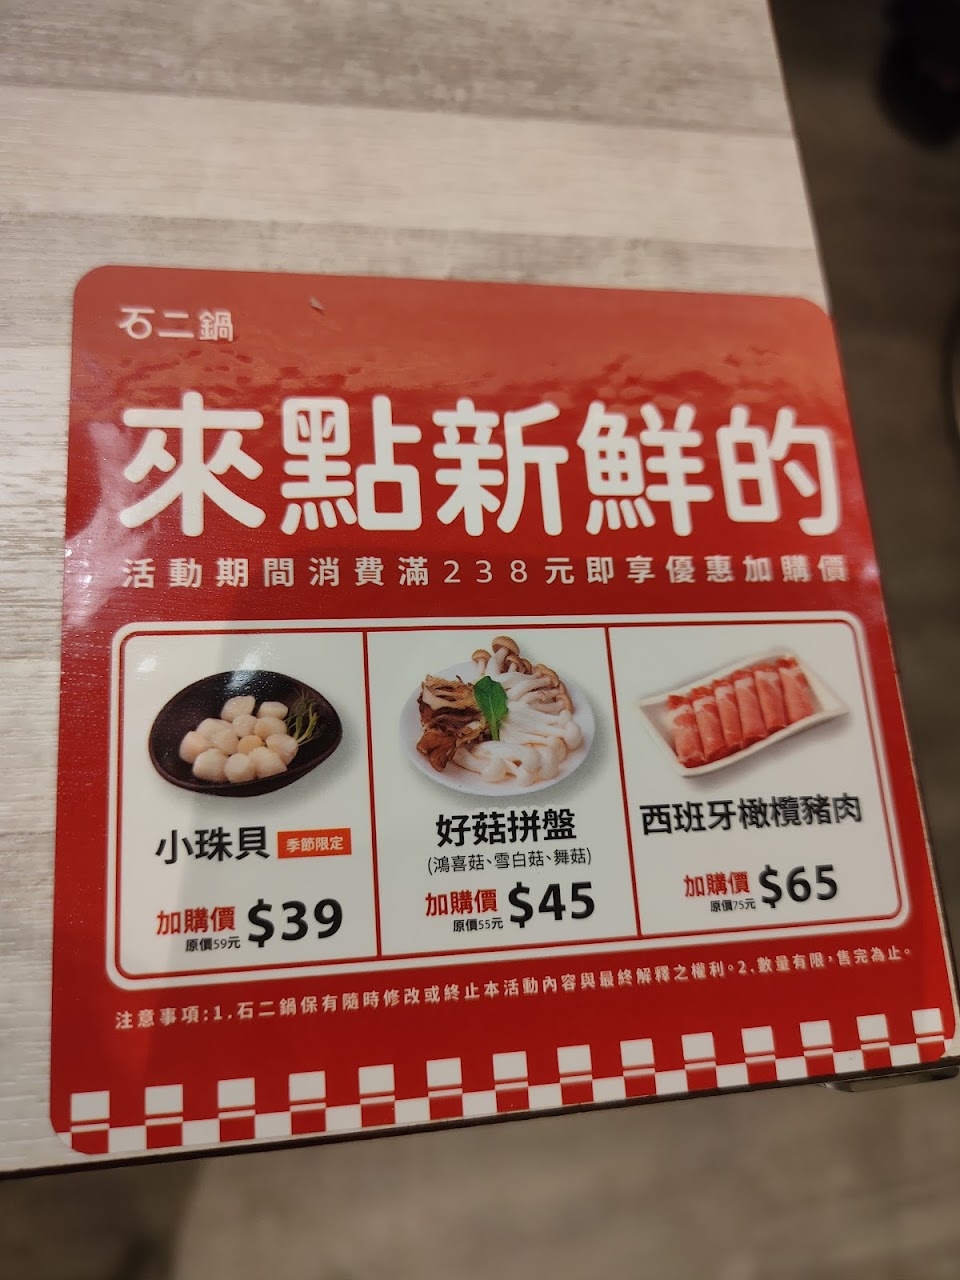 石二鍋
來點新鮮的
活動期間消費滿238元即享優惠加購價
小珠貝 季節限定
加購價 $39
原價59元
好菇拼盤
(鴻喜菇、雪白菇、舞菇)
加購價 $45
原價55元
西班牙橄欖豬肉
加購價 $65
原價75元
注意事項:1.石二鍋保有隨時修改或終止本活動內容與最終解釋之權利。2.數量有限,售完為止。